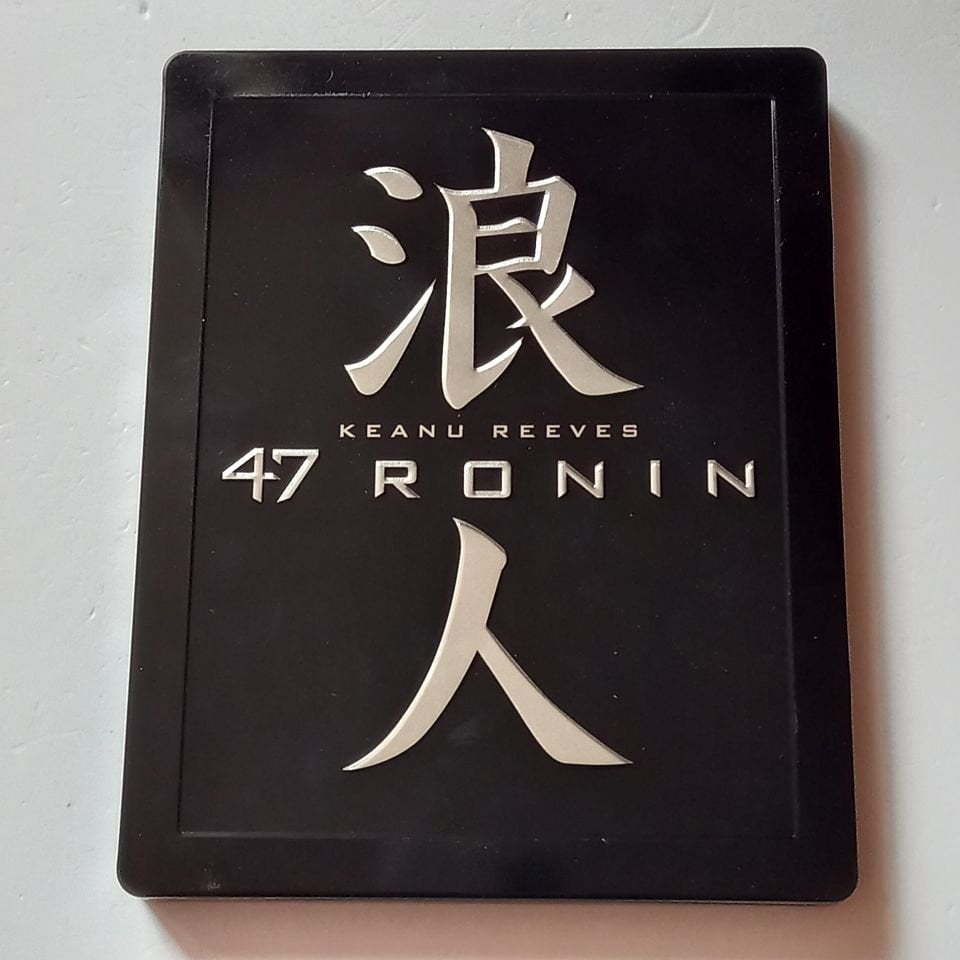 浪
KEANU REEVES
47 RONIN
人